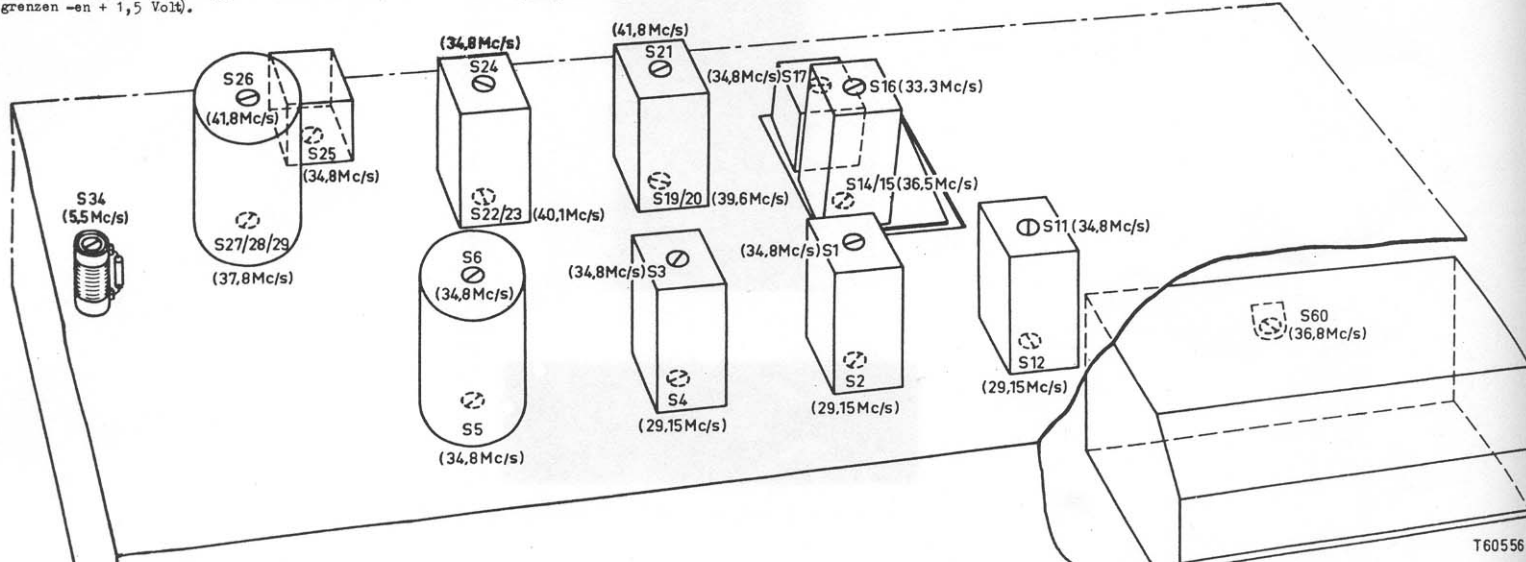 grenzen -en + 1,5 Volt).
S26
(41,8Mc/s)
S25
(34,8Mc/s)
S27/28/29
(37,8Mc/s)
S34
(5,5Mc/s)
(34,8Mc/s)
S24
S22/23 (40,1Mc/s)
(41,8Mc/s)
S21
S19/20 (39,6Mc/s)
(34,8Mc/s) S17
S16 (33,3Mc/s)
S14/15 (36,5Mc/s)
S6
(34,8Mc/s)
S5
(34,8Mc/s)
(34,8Mc/s) S3
S4
(29,15Mc/s)
(34,8Mc/s) S1
S2
(29,15Mc/s)
S11 (34,8Mc/s)
S12
(29,15Mc/s)
S60
(36,8Mc/s)
T60556